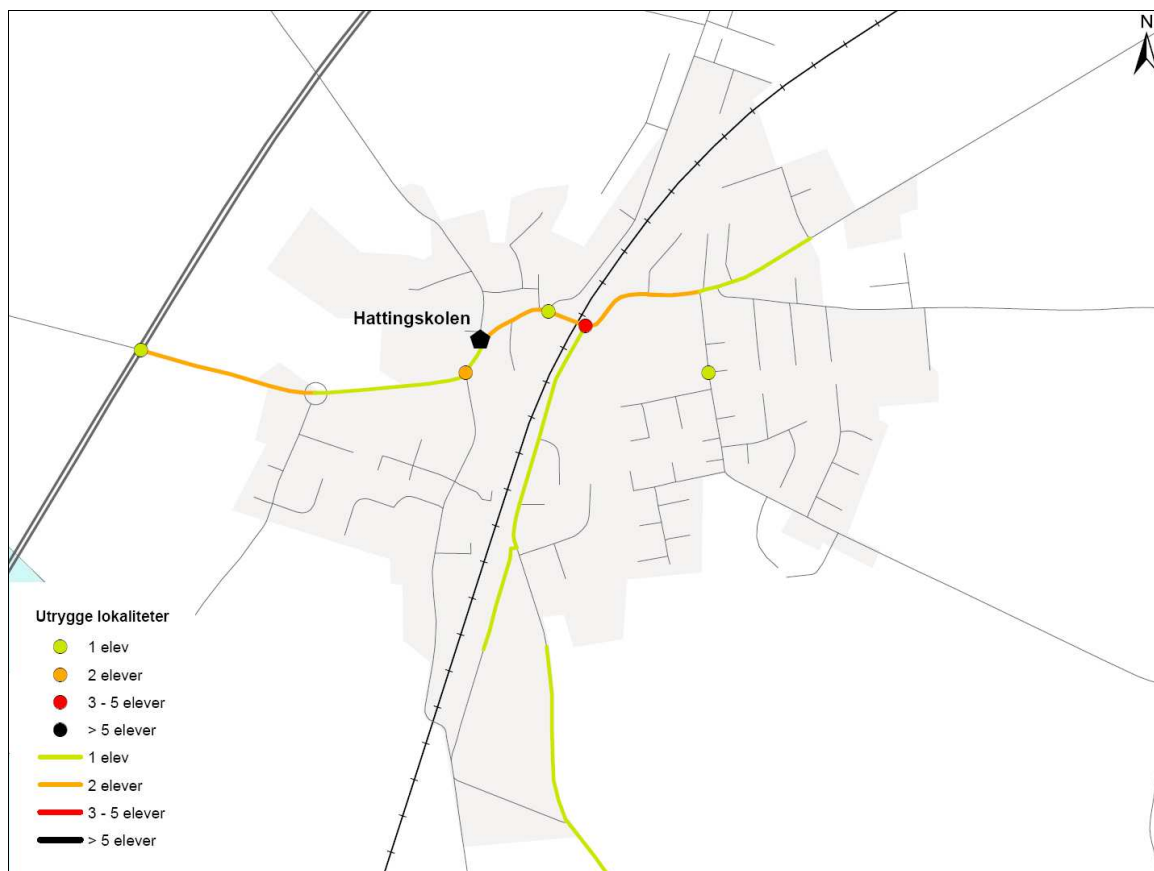 N
Hattingskolen
Utrygge lokaliteter
1 elev
2 elever
3 - 5 elever
> 5 elever
1 elev
2 elever
3 - 5 elever
> 5 elever